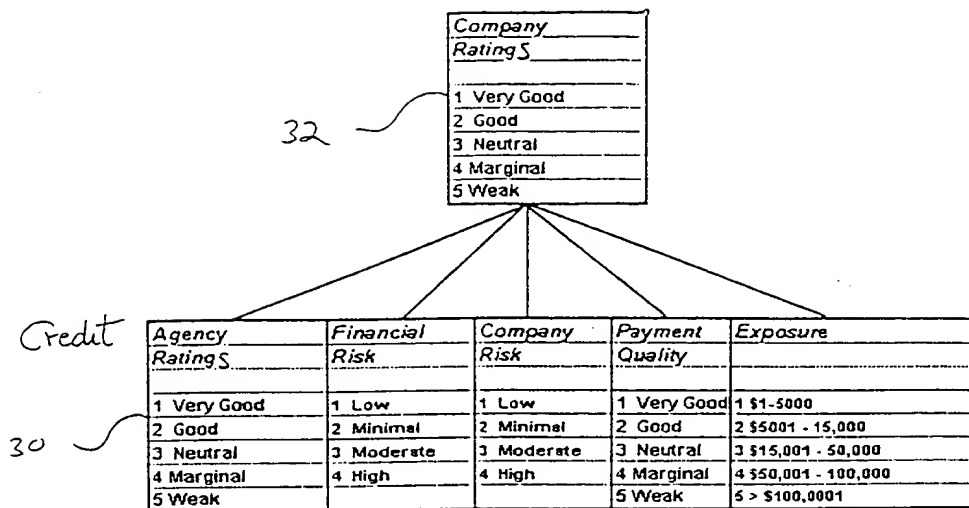 Company
Ratings
1 Very Good
2 Good
3 Neutral
4 Marginal
5 Weak
32
Credit
Agency Financial Company Payment Exposure
Ratings Risk Risk Quality
1 Very Good 1 Low 1 Low 1 Very Good 1 $1-5000
2 Good 2 Minimal 2 Minimal 2 Good 2 $5001 - 15,000
3 Neutral 3 Moderate 3 Moderate 3 Neutral 3 $15,001 - 50,000
4 Marginal 4 High 4 High 4 Marginal 4 $50,001 - 100,000
5 Weak 5 Weak 5 > $100,0001
30